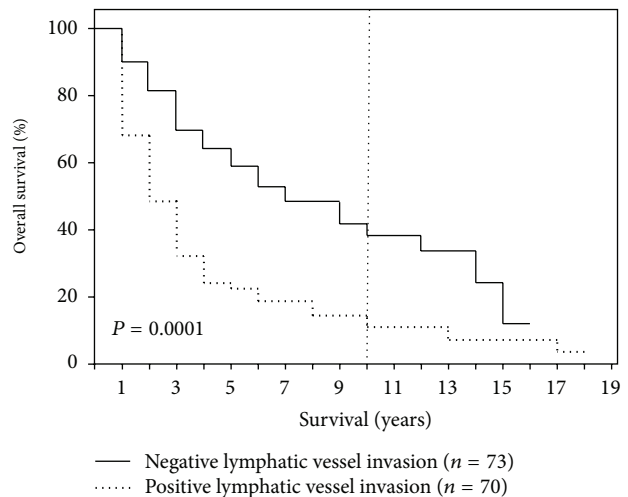 100
80
60
40
20
0
Overall survival (%)
P = 0.0001
1 3 5 7 9 11 13 15 17 19
Survival (years)
Negative lymphatic vessel invasion (n = 73)
Positive lymphatic vessel invasion (n = 70)